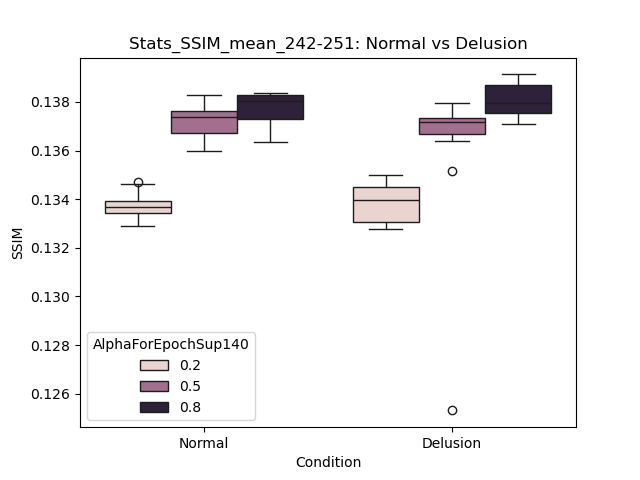 Stats_SSIM_mean_242-251: Normal vs Delusion
SSIM
0.138
0.136
0.134
0.132
0.130
0.128
0.126
AlphaForEpochSup140
0.2
0.5
0.8
Normal
Delusion
Condition